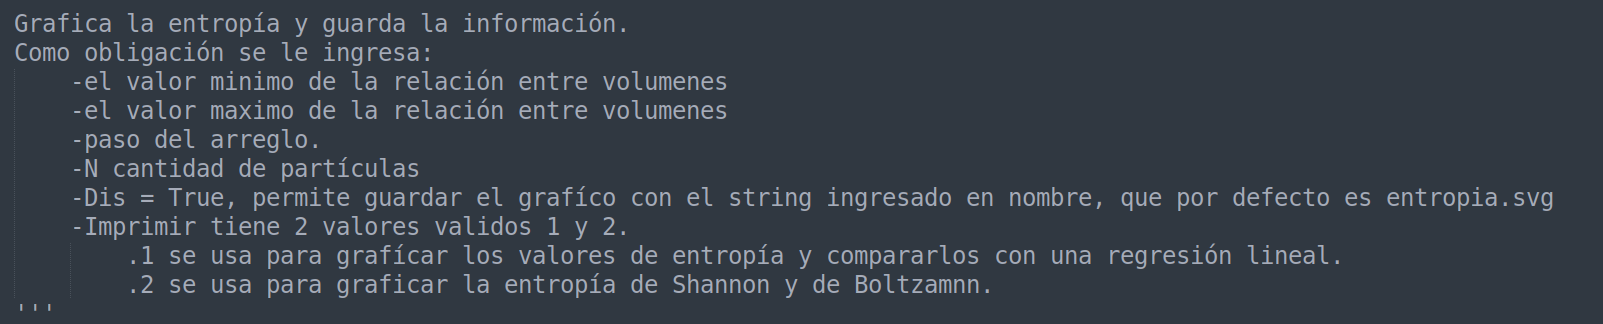 Grafica la entropía y guarda la información.
Como obligación se le ingresa:
-el valor minimo de la relación entre volumenes
-el valor maximo de la relación entre volumenes
-paso del arreglo.
-N cantidad de partículas
-Dis = True, permite guardar el grafíco con el string ingresado en nombre, que por defecto es entropia.svg
-Imprimir tiene 2 valores validos 1 y 2.
.1 se usa para grafícar los valores de entropía y compararlos con una regresión lineal.
.2 se usa para graficar la entropía de Shannon y de Boltzamnn.
'''